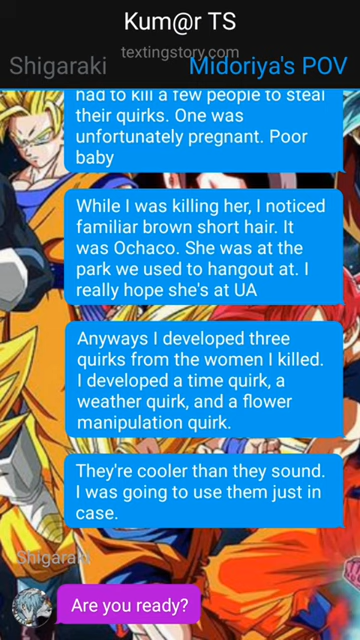 Kum@r TS
textingstory.com
Shigaraki
Midoriya's POV
had to kill a few people to steal
their quirks. One was
unfortunately pregnant. Poor
baby
While I was killing her, I noticed
familiar brown short hair. It
was Ochaco. She was at the
park we used to hangout at. I
really hope she's at UA
Anyways I developed three
quirks from the women I killed.
I developed a time quirk, a
weather quirk, and a flower
manipulation quirk.
They're cooler than they sound.
I was going to use them just in
case.
Shigaraki
Are you ready?